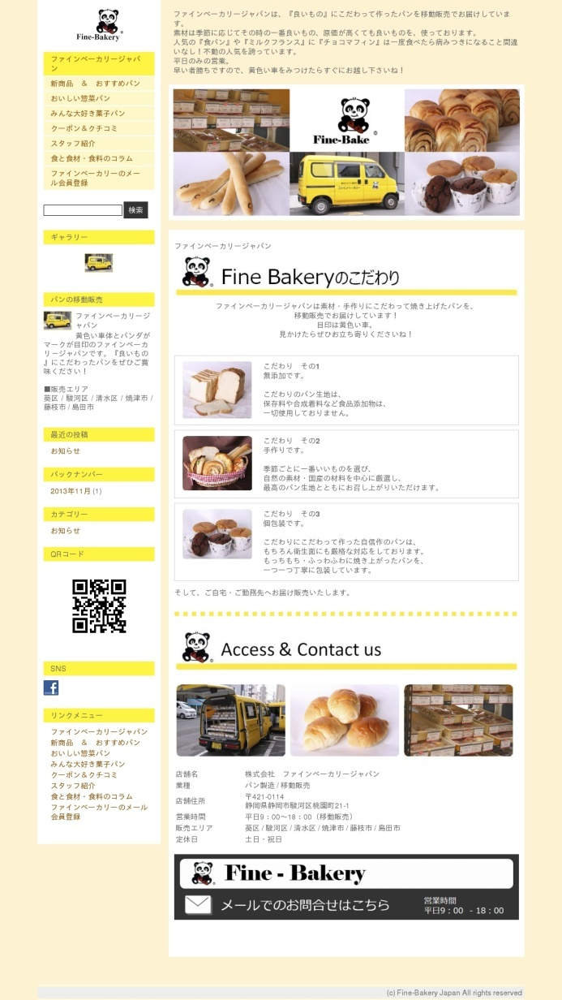 Fine-Bakery
ファインベーカリージャパ
ン
新商品　＆　おすすめパン
おいしい惣菜パン
みんな大好き菓子パン
クーポン＆クチコミ
スタッフ紹介
食と食材・食料のコラム
ファインベーカリーのメー
ル会員登録
検索
ギャラリー
パンの移動販売
ファインベーカリージ
ャパン
黄色い車体とパンダが
マークが目印のファインベーカ
リージャパンです。『良いもの
』にこだわったパンをぜひご賞
味ください！
■販売エリア
葵区 / 駿河区 / 清水区 / 焼津市 /
藤枝市 / 島田市
最近の投稿
お知らせ
バックナンバー
2013年11月 (1)
カテゴリー
お知らせ
QRコード
SNS
リンクメニュー
ファインベーカリージャパン
新商品　＆　おすすめパン
おいしい惣菜パン
みんな大好き菓子パン
クーポン＆クチコミ
スタッフ紹介
食と食材・食料のコラム
ファインベーカリーのメール
会員登録
ファインベーカリージャパンは、『良いもの』にこだわって作ったパンを移動販売でお届けしていま
す。
素材は季節に応じてその時の一番良いもの、原価が高くても良いものを、使っております。
人気の『食パン』や『ミルクフランス』に『チョコマフィン』は一度食べたら病みつきになること間違
いなし！不動の人気を誇っています。
平日のみの営業。
早い者勝ちですので、黄色い車をみつけたらすぐにお越し下さいね！
Fine-Bake
ファインベーカリージャパン
Fine Bakeryのこだわり
ファインベーカリージャパンは素材・手作りにこだわって焼き上げたパンを、
移動販売でお届けしています！
目印は黄色い車。
見かけたらぜひお立ち寄りくださいね！
こだわり　その1
無添加です。
こだわりのパン生地は、
保存料や合成着料など食品添加物は、
一切使用しておりません。
こだわり　その2
手作りです。
季節ごとに一番いいものを選び、
自然の素材・国産の材料を中心に厳選し、
最高のパン生地とともにお召し上がりいただけます。
こだわり　その3
個包装です。
こだわりにこだわって作った自信作のパンは、
もちろん衛生面にも厳格な対応をしております。
もっちもち・ふっわふわに焼き上がったパンを、
一つ一つ丁寧に包装しています。
そして、ご自宅・ご勤務先へお届け販売いたします。
Access & Contact us
店舗名 株式会社　ファインベーカリージャパン
業種 パン製造 / 移動販売
店舗住所 〒421-0114
静岡県静岡市駿河区桃園町21-1
営業時間 平日9：00～18：00（移動販売）
販売エリア 葵区 / 駿河区 / 清水区 / 焼津市 / 藤枝市 / 島田市
定休日 土日・祝日
Fine - Bakery
メールでのお問合せはこちら
営業時間
平日9：00 - 18：00
(c) Fine-Bakery Japan All rights reserved